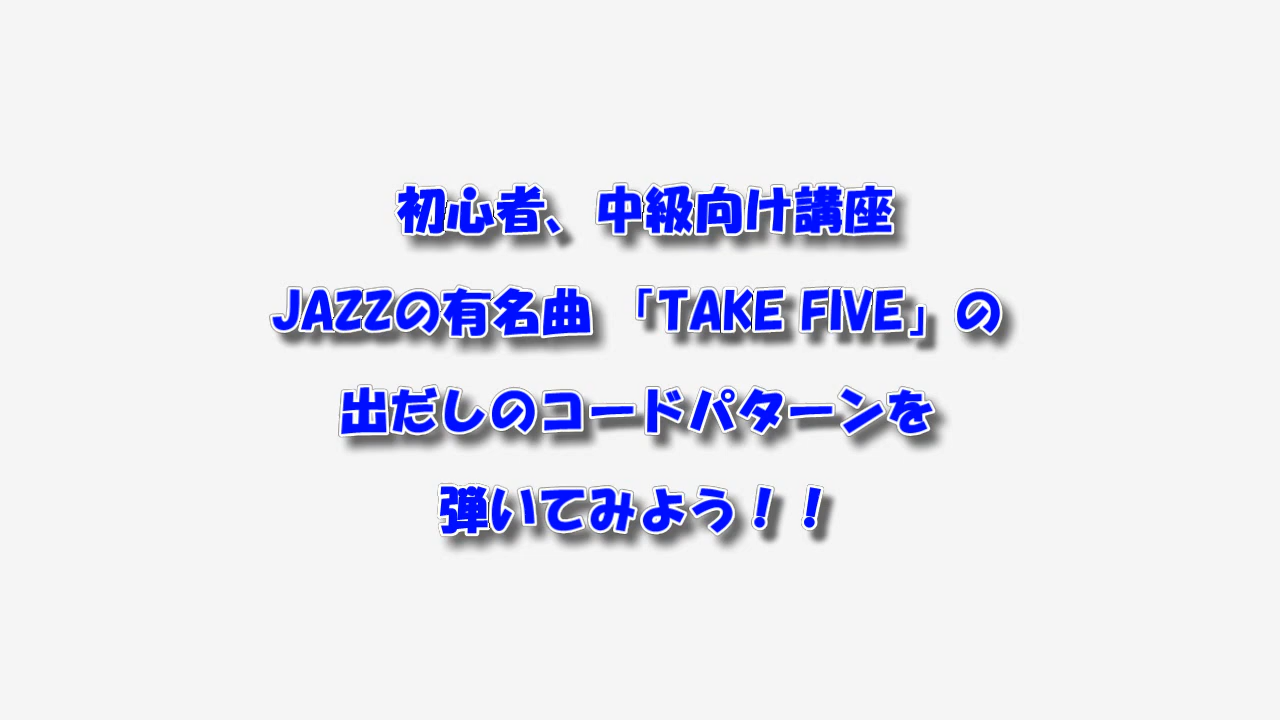 初心者、中級向け講座
JAZZの有名曲 「TAKE FIVE」の
出だしのコードパターンを
弾いてみよう！！